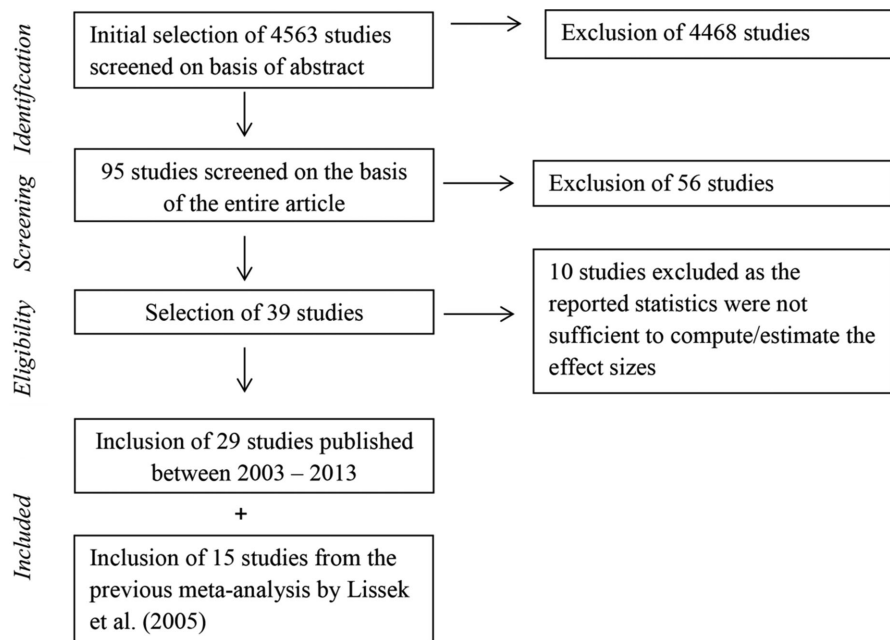 Identification
Initial selection of 4563 studies
screened on basis of abstract
Exclusion of 4468 studies
Screening
95 studies screened on the basis
of the entire article
Exclusion of 56 studies
Eligibility
Selection of 39 studies
10 studies excluded as the
reported statistics were not
sufficient to compute/estimate the
effect sizes
Included
Inclusion of 29 studies published
between 2003 – 2013
+
Inclusion of 15 studies from the
previous meta-analysis by Lissek
et al. (2005)